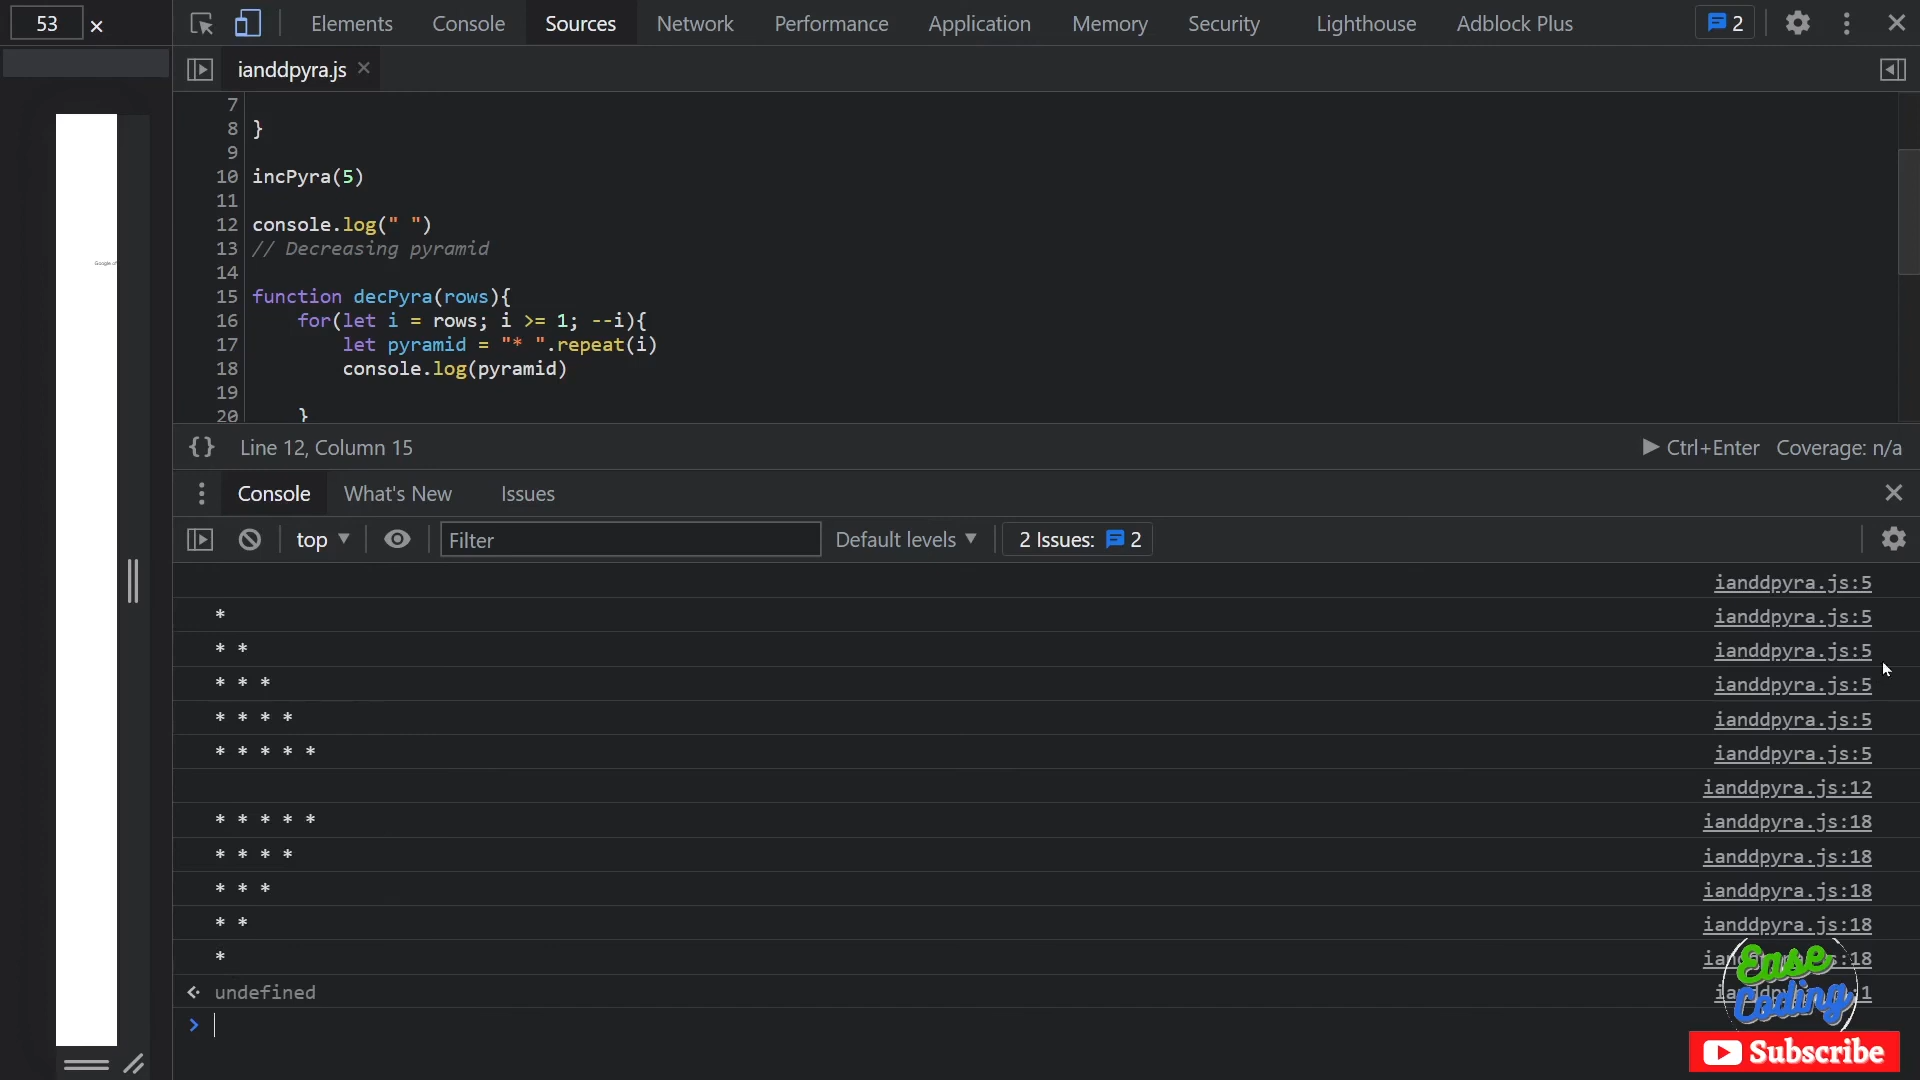 53 ×
Elements Console Sources Network Performance Application Memory Security Lighthouse Adblock Plus 2
ianddpyra.js ×
7
8 }
9
10 incPyra(5)
11
12 console.log(" ")
13 // Decreasing pyramid
14
15 function decPyra(rows){
16 for(let i = rows; i >= 1; --i){
17 let pyramid = "* ".repeat(i)
18 console.log(pyramid)
19
20 }
{} Line 12, Column 15 Ctrl+Enter Coverage: n/a
Console What's New Issues
top Filter Default levels 2 Issues: 2
ianddpyra.js:5
* ianddpyra.js:5
* * ianddpyra.js:5
* * * ianddpyra.js:5
* * * * ianddpyra.js:5
* * * * * ianddpyra.js:5
ianddpyra.js:12
* * * * * ianddpyra.js:18
* * * * ianddpyra.js:18
* * * ianddpyra.js:18
* * ianddpyra.js:18
* :18
undefined :1
>
Ease
Coding
Subscribe